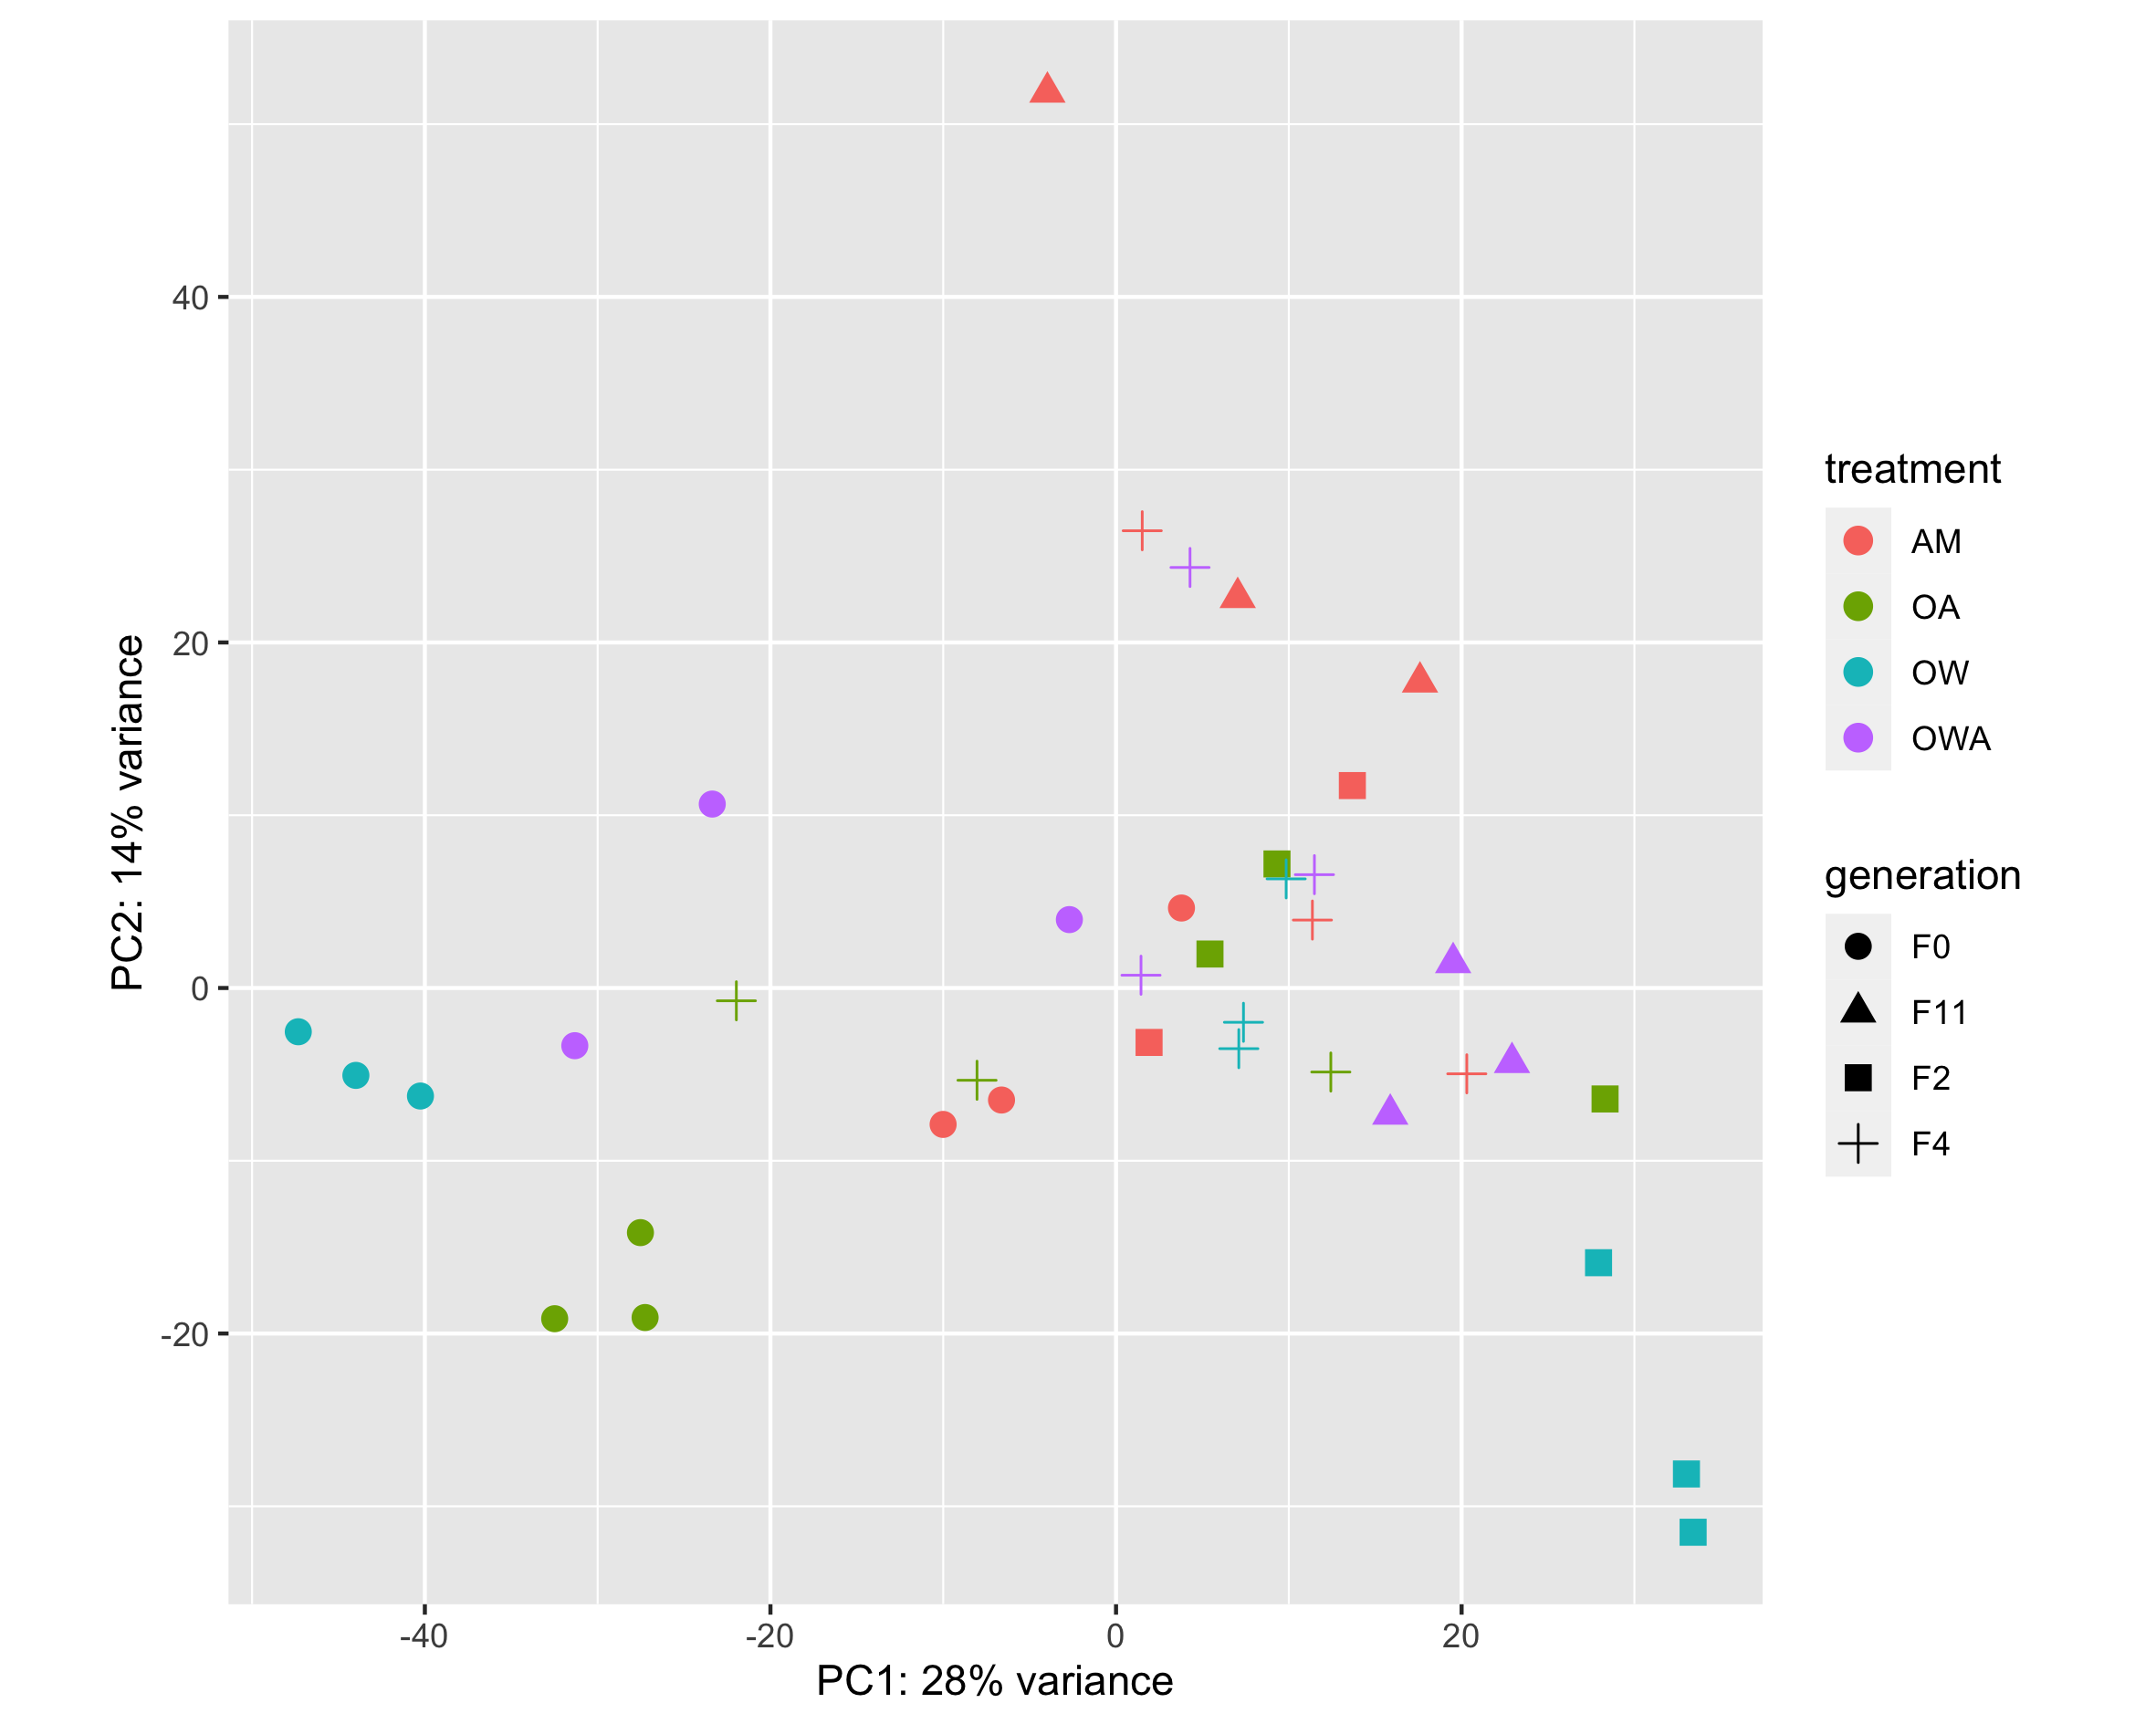 40
20
0
-20
PC2: 14% variance
-40
-20
0
20
PC1: 28% variance
treatment
AM
OA
OW
OWA
generation
F0
F11
F2
F4